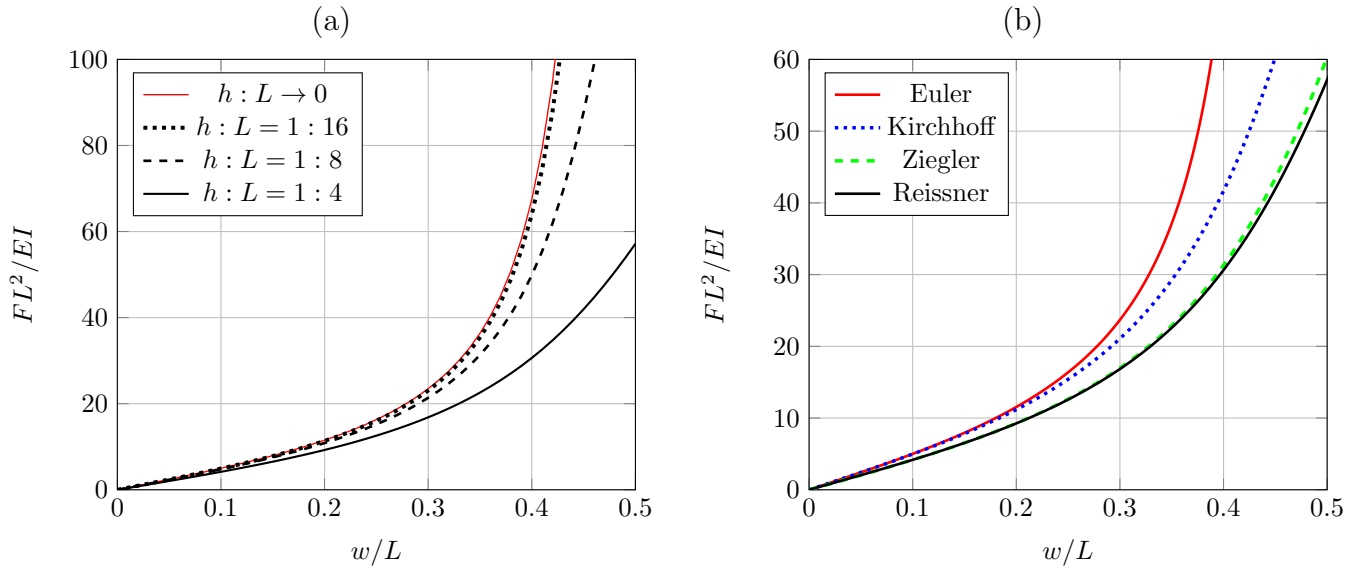 (a)
100
80
60
40
20
0
0
0.1
0.2
0.3
0.4
0.5
FL²/EI
w/L
h : L → 0
h : L = 1 : 16
h : L = 1 : 8
h : L = 1 : 4
(b)
60
50
40
30
20
10
0
0
0.1
0.2
0.3
0.4
0.5
FL²/EI
w/L
Euler
Kirchhoff
Ziegler
Reissner